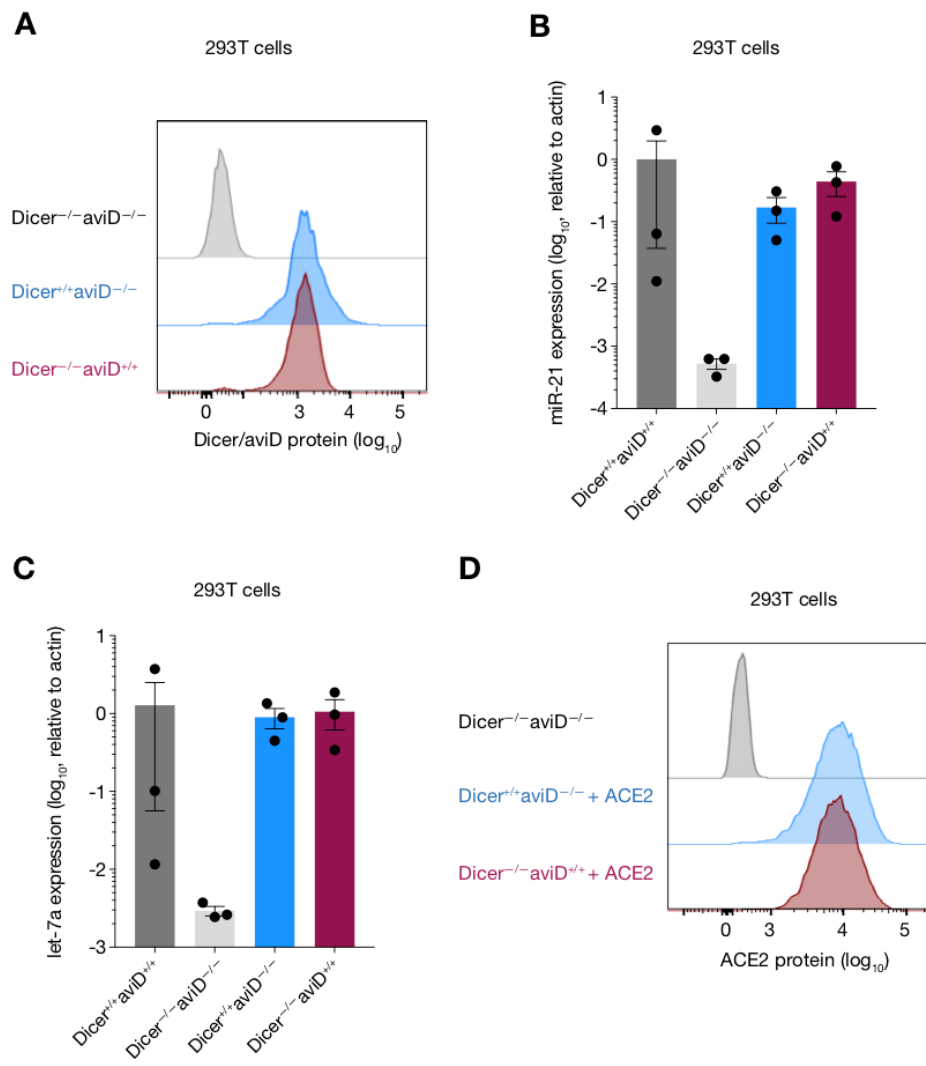 A
293T cells
Dicer⁻/⁻aviD⁻/⁻
Dicer⁺/⁺aviD⁻/⁻
Dicer⁻/⁻aviD⁺/⁺
0 3 4 5
Dicer/aviD protein (log₁₀)
B
293T cells
miR-21 expression (log₁₀, relative to actin)
1
0
-1
-2
-3
-4
Dicer⁺/⁺aviD⁺/⁺
Dicer⁻/⁻aviD⁻/⁻
Dicer⁺/⁺aviD⁻/⁻
Dicer⁻/⁻aviD⁺/⁺
C
293T cells
let-7a expression (log₁₀, relative to actin)
1
0
-1
-2
-3
Dicer⁺/⁺aviD⁺/⁺
Dicer⁻/⁻aviD⁻/⁻
Dicer⁺/⁺aviD⁻/⁻
Dicer⁻/⁻aviD⁺/⁺
D
293T cells
Dicer⁻/⁻aviD⁻/⁻
Dicer⁺/⁺aviD⁻/⁻ + ACE2
Dicer⁻/⁻aviD⁺/⁺ + ACE2
0 3 4 5
ACE2 protein (log₁₀)